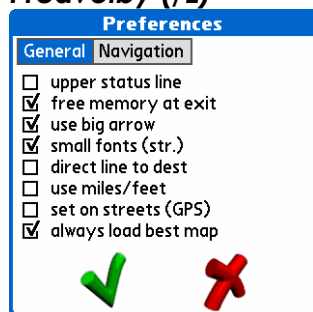 Preferences
General Navigation
upper status line
free memory at exit
use big arrow
small fonts (str.)
direct line to dest
use miles/feet
set on streets (GPS)
always load best map